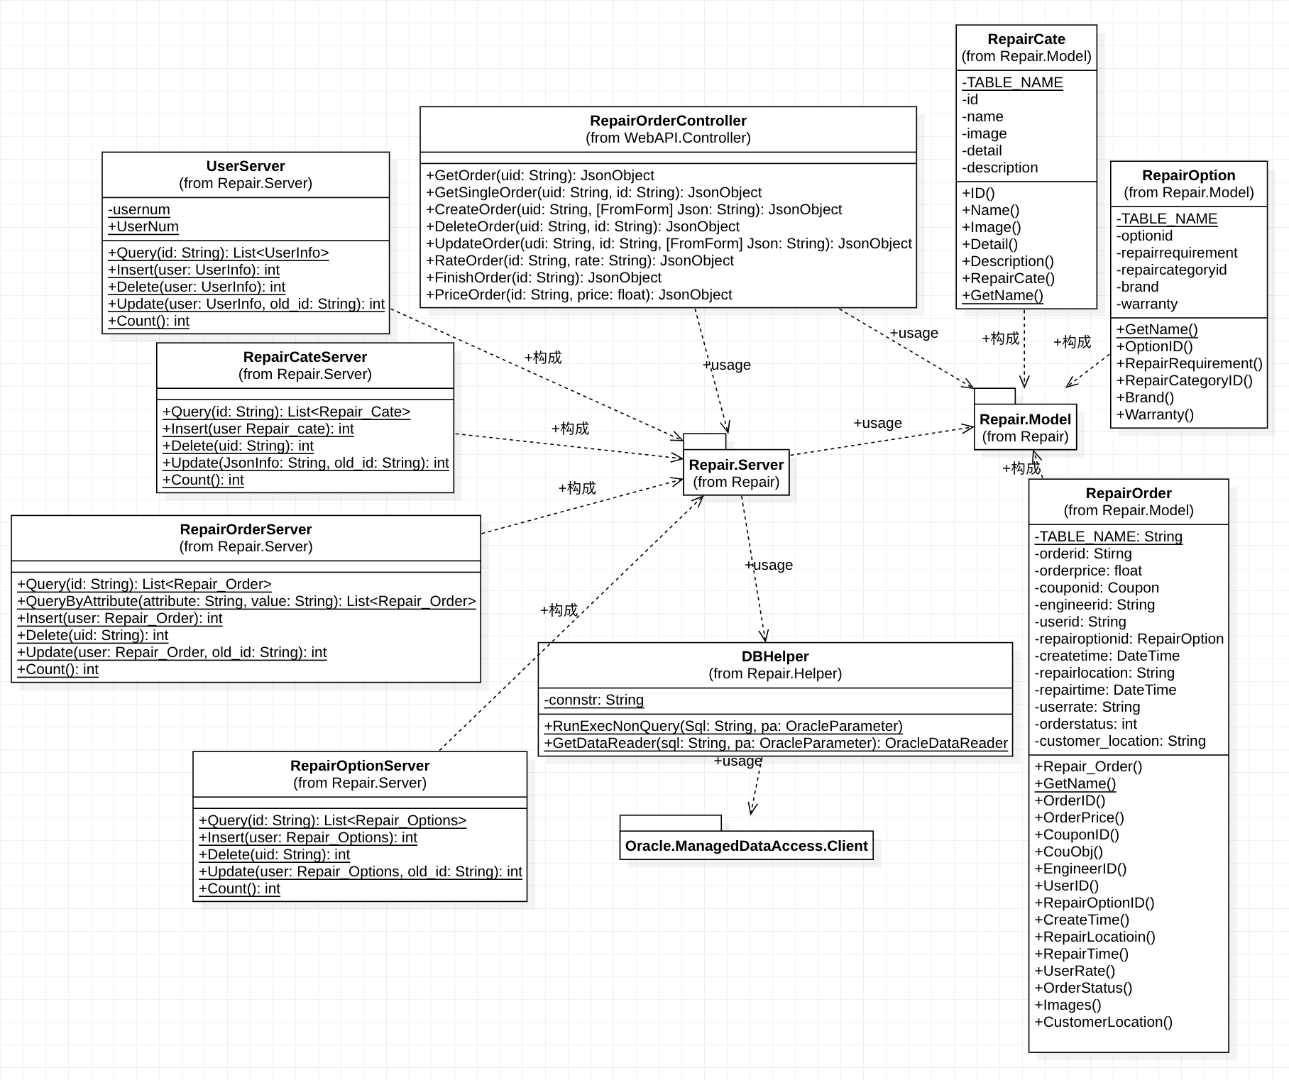 RepairCate
(from Repair.Model)
-TABLE_NAME
-id
-name
-image
-detail
-description
+ID()
+Name()
+Image()
+Detail()
+Description()
+RepairCate()
+GetName()
RepairOrderController
(from WebAPI.Controller)
+GetOrder(uid: String): JsonObject
+GetSingleOrder(uid: String, id: String): JsonObject
+CreateOrder(uid: String, [FromForm] Json: String): JsonObject
+DeleteOrder(uid: String, id: String): JsonObject
+UpdateOrder(udi: String, id: String, [FromForm] Json: String): JsonObject
+RateOrder(id: String, rate: String): JsonObject
+FinishOrder(id: String): JsonObject
+PriceOrder(id: String, price: float): JsonObject
UserServer
(from Repair.Server)
-usernum
+UserNum
+Query(id: String): List<UserInfo>
+Insert(user: UserInfo): int
+Delete(user: UserInfo): int
+Update(user: UserInfo, old_id: String): int
+Count(): int
RepairOption
(from Repair.Model)
-TABLE_NAME
-optionid
-repairrequirement
-repaircategoryid
-brand
-warranty
+GetName()
+OptionID()
+RepairRequirement()
+RepairCategoryID()
+Brand()
+Warranty()
+usage
+构成
+构成
+构成
+usage
RepairCateServer
(from Repair.Server)
+Query(id: String): List<Repair_Cate>
+Insert(user Repair_cate): int
+Delete(uid: String): int
+Update(JsonInfo: String, old_id: String): int
+Count(): int
+构成
+usage
Repair.Model
(from Repair)
Repair.Server
(from Repair)
+构成
+构成
RepairOrderServer
(from Repair.Server)
+Query(id: String): List<Repair_Order>
+QueryByAttribute(attribute: String, value: String): List<Repair_Order>
+Insert(user: Repair_Order): int
+Delete(uid: String): int
+Update(user: Repair_Order, old_id: String): int
+Count(): int
+usage
+构成
RepairOrder
(from Repair.Model)
-TABLE_NAME: String
-orderid: Stirng
-orderprice: float
-couponid: Coupon
-engineerid: String
-userid: String
-repairoptionid: RepairOption
-createtime: DateTime
-repairlocation: String
-repairtime: DateTime
-userrate: String
-orderstatus: int
-customer_location: String
+Repair_Order()
+GetName()
+OrderID()
+OrderPrice()
+CouponID()
+CouObj()
+EngineerID()
+UserID()
+RepairOptionID()
+CreateTime()
+RepairLocatioin()
+RepairTime()
+UserRate()
+OrderStatus()
+Images()
+CustomerLocation()
DBHelper
(from Repair.Helper)
-connstr: String
+RunExecNonQuery(Sql: String, pa: OracleParameter)
+GetDataReader(sql: String, pa: OracleParameter): OracleDataReader
+usage
RepairOptionServer
(from Repair.Server)
+Query(id: String): List<Repair_Options>
+Insert(user: Repair_Options): int
+Delete(uid: String): int
+Update(user: Repair_Options, old_id: String): int
+Count(): int
Oracle.ManagedDataAccess.Client